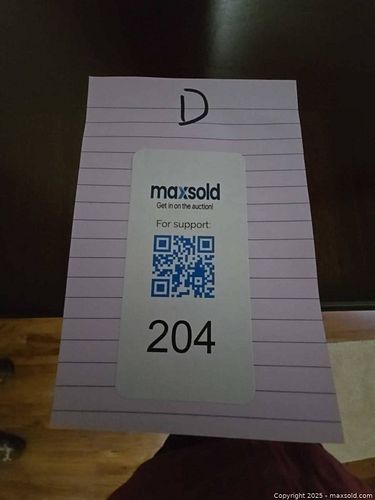 D
maxsold
Get in on the auction!
For support:
204
Copyright 2025 - maxsold.com